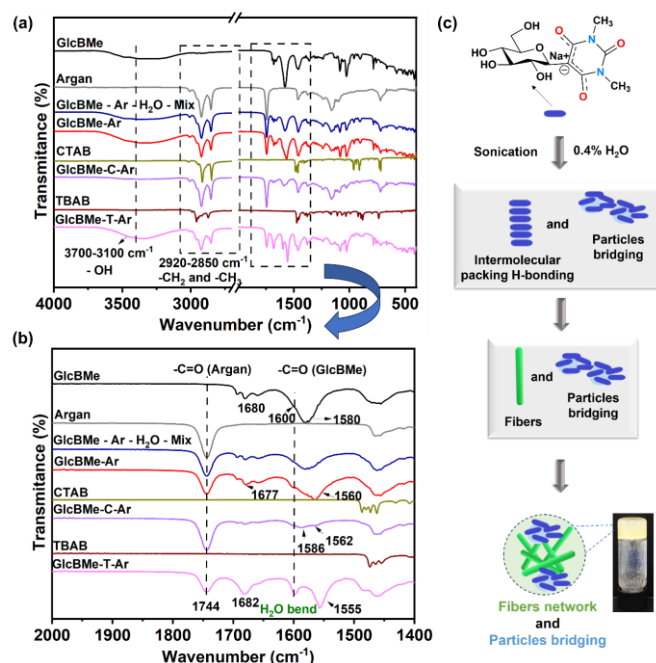 (a)
GlcBMe
Argan
GlcBMe - Ar - H2O - Mix
GlcBMe-Ar
CTAB
GlcBMe-C-Ar
TBAB
GlcBMe-T-Ar
3700-3100 cm-1
- OH
2920-2850 cm-1
-CH2 and -CH3
Transmitance (%)
4000 3500 3000 1500 1000 500
Wavenumber (cm-1)
(b)
-C=O (Argan) -C=O (GlcBMe)
GlcBMe
1680
1600
1580
Argan
GlcBMe - Ar - H2O - Mix
GlcBMe-Ar
1677
1560
CTAB
GlcBMe-C-Ar
1586
1562
TBAB
GlcBMe-T-Ar
1744
1682
H2O bend
1555
Transmitance (%)
2000 1900 1800 1700 1600 1500 1400
Wavenumber (cm-1)
(c)
OH
CH3
HO
O
Na+
N
O
HO
OH
⊖
N
CH3
O
O
Sonication 0.4% H2O
and
Intermolecular
packing H-bonding
Particles
bridging
and
Fibers
Particles
bridging
Fibers network
and
Particles bridging